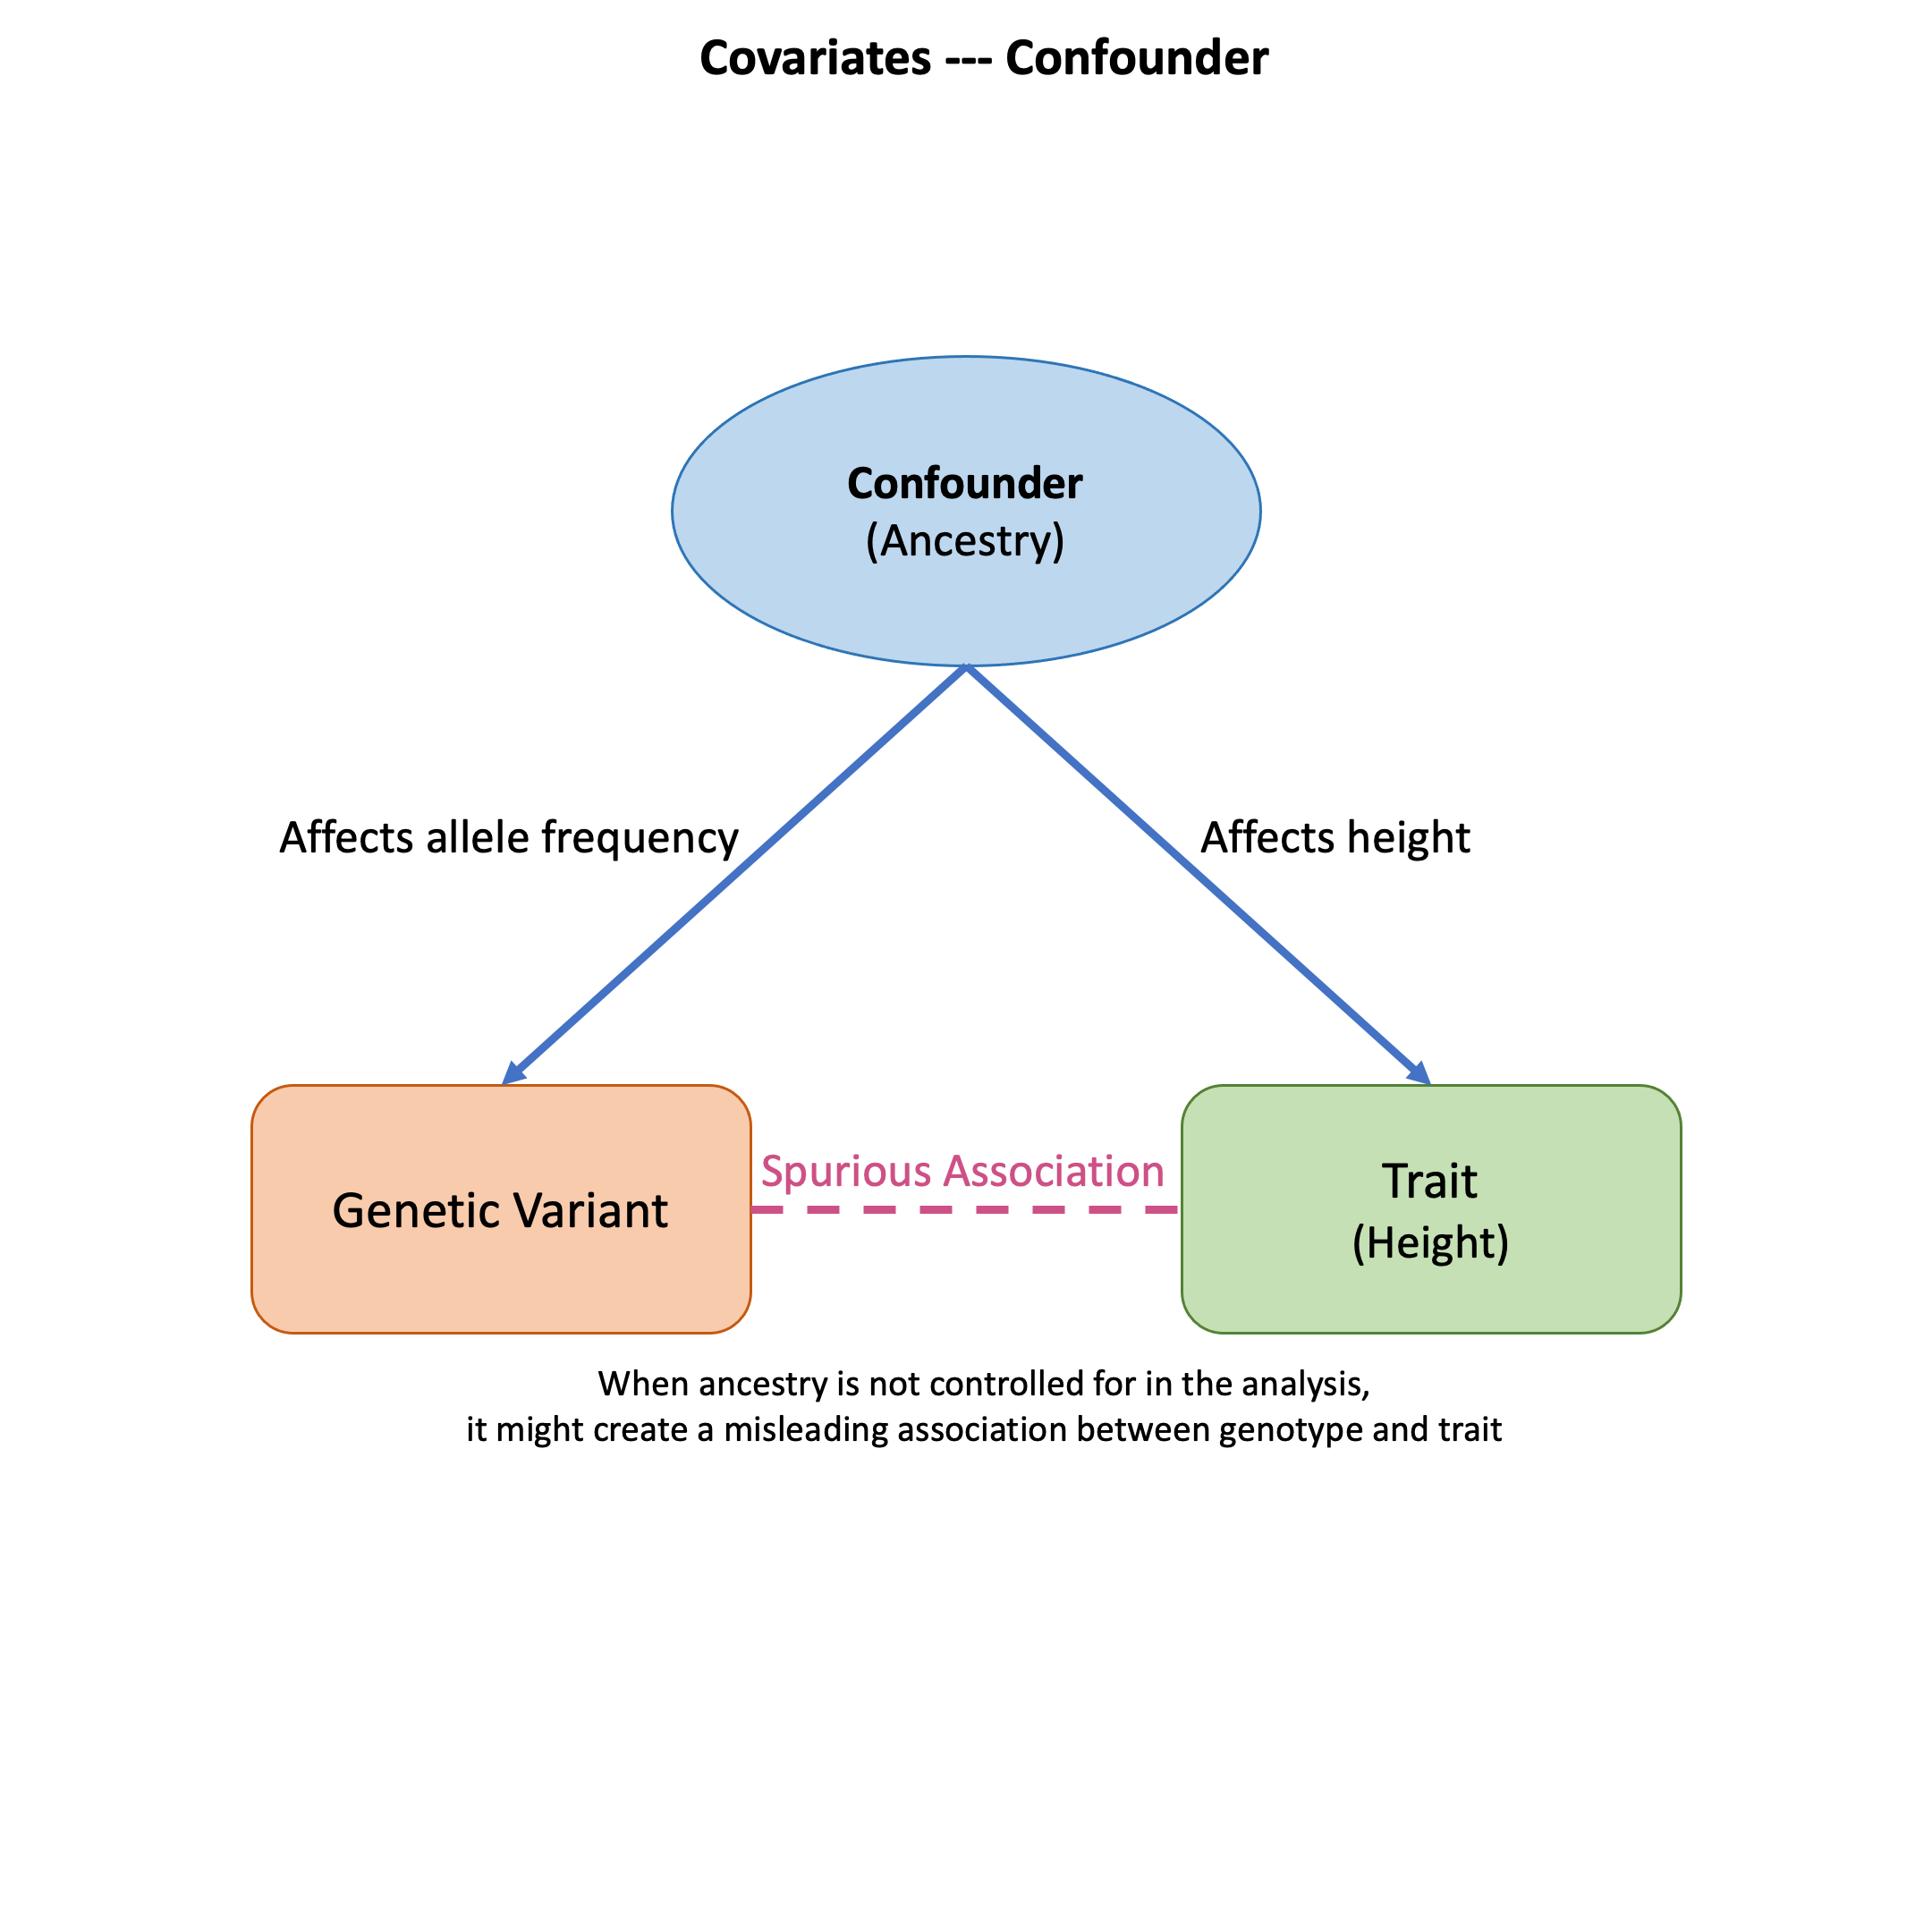 Covariates --- Confounder
Confounder
(Ancestry)
Affects allele frequency
Affects height
Spurious Association
Genetic Variant
Trait
(Height)
When ancestry is not controlled for in the analysis,
it might create a misleading association between genotype and trait